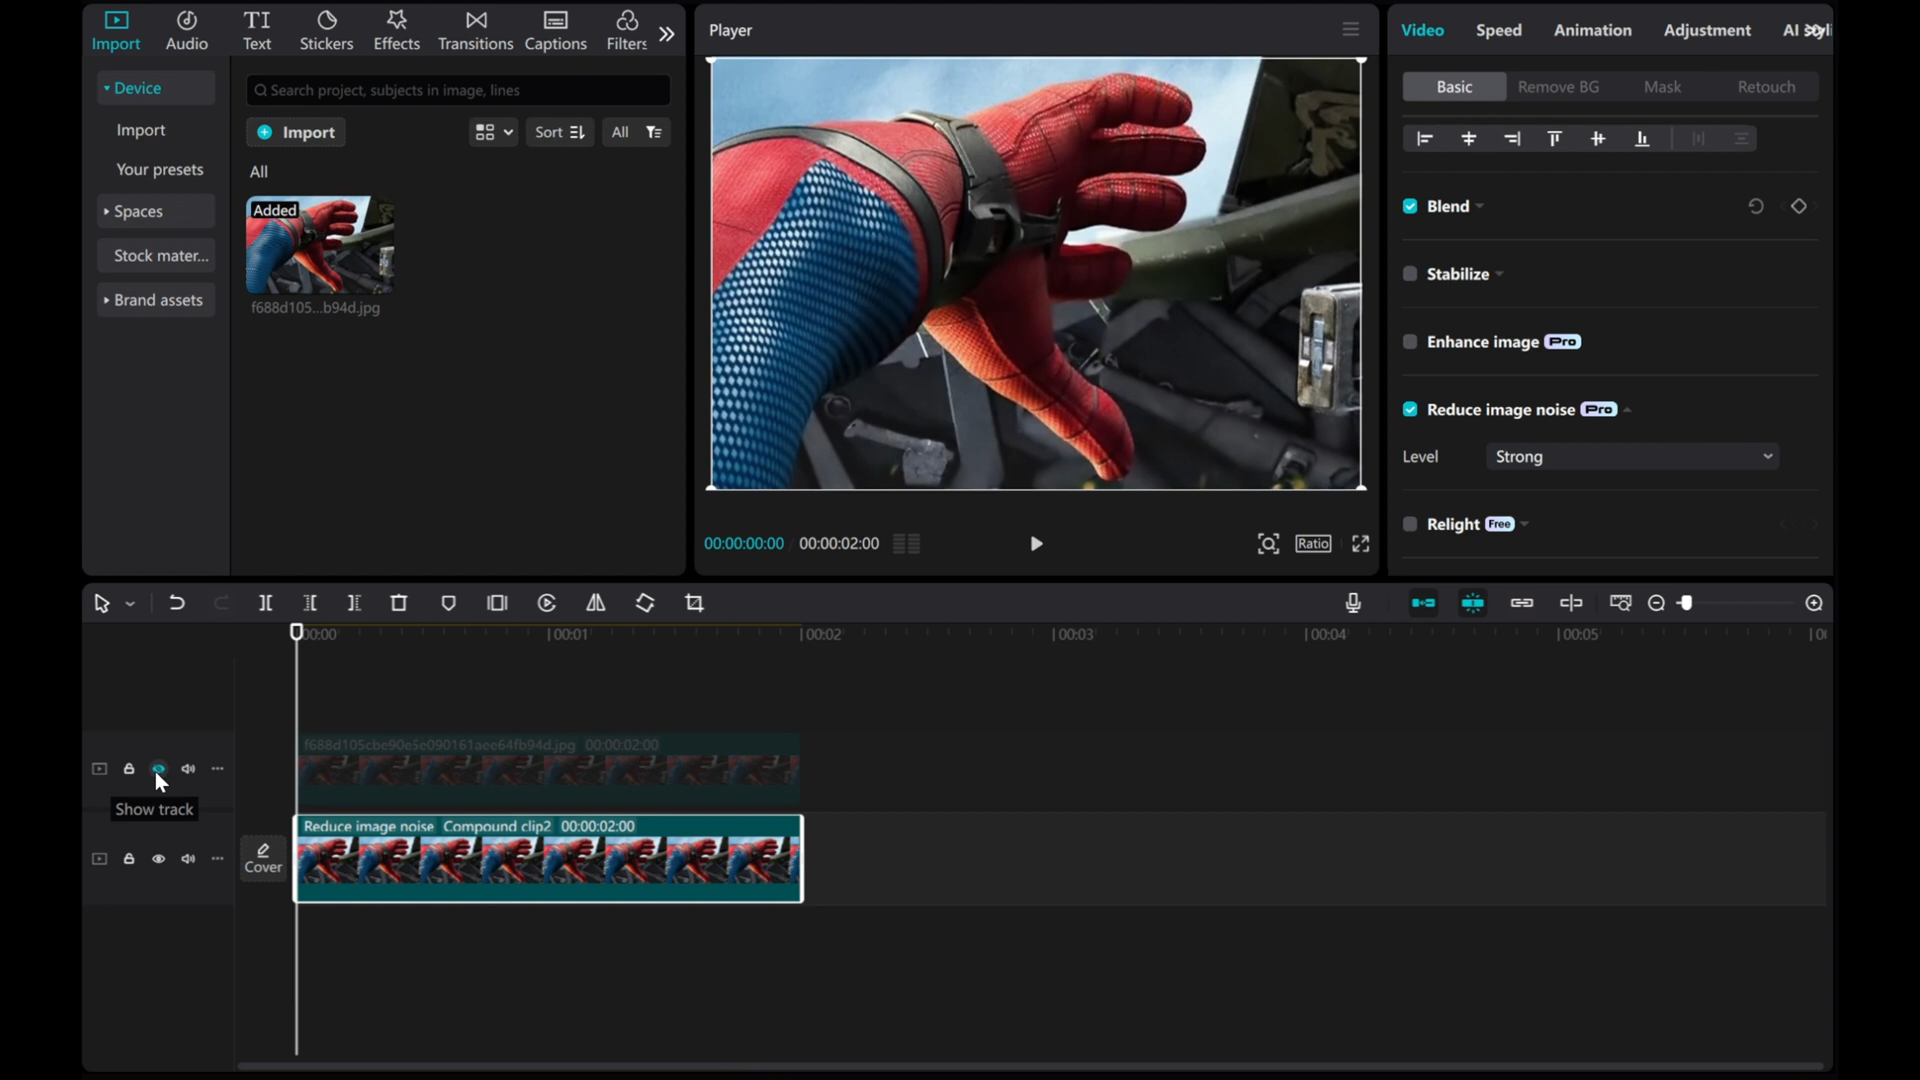 Import
Audio
Text
Stickers
Effects
Transitions
Captions
Filters
Device
Import
Your presets
Spaces
Stock mater...
Brand assets
Search project, subjects in image, lines
Import
Sort
All
All
Added
f688d105...b94d.jpg
Player
00:00:00:00
00:00:02:00
Ratio
Video
Speed
Animation
Adjustment
Basic
Remove BG
Mask
Retouch
Blend
Stabilize
Enhance image Pro
Reduce image noise Pro
Level
Strong
Relight Free
00:00
00:01
00:02
00:03
00:04
00:05
f688d105cbe90e5e090161aee64fb94d.jpg 00:00:02:00
Show track
Cover
Reduce image noise Compound clip2 00:00:02:00